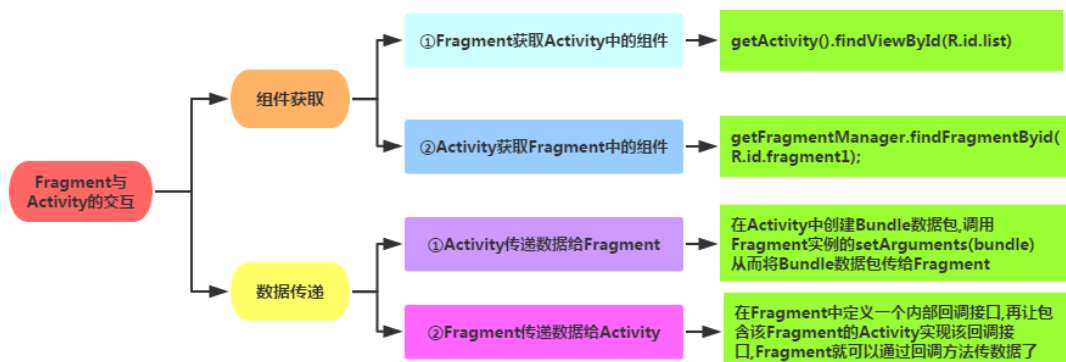 Fragment与
Activity的交互
组件获取
①Fragment获取Activity中的组件
getActivity().findViewById(R.id.list)
②Activity获取Fragment中的组件
getFragmentManager.findFragmentByid(
R.id.fragment1);
数据传递
①Activity传递数据给Fragment
在Activity中创建Bundle数据包,调用
Fragment实例的setArguments(bundle)
从而将Bundle数据包传给Fragment
②Fragment传递数据给Activity
在Fragment中定义一个内部回调接口,再让包
含该Fragment的Activity实现该回调接
口,Fragment就可以通过回调方法传数据了